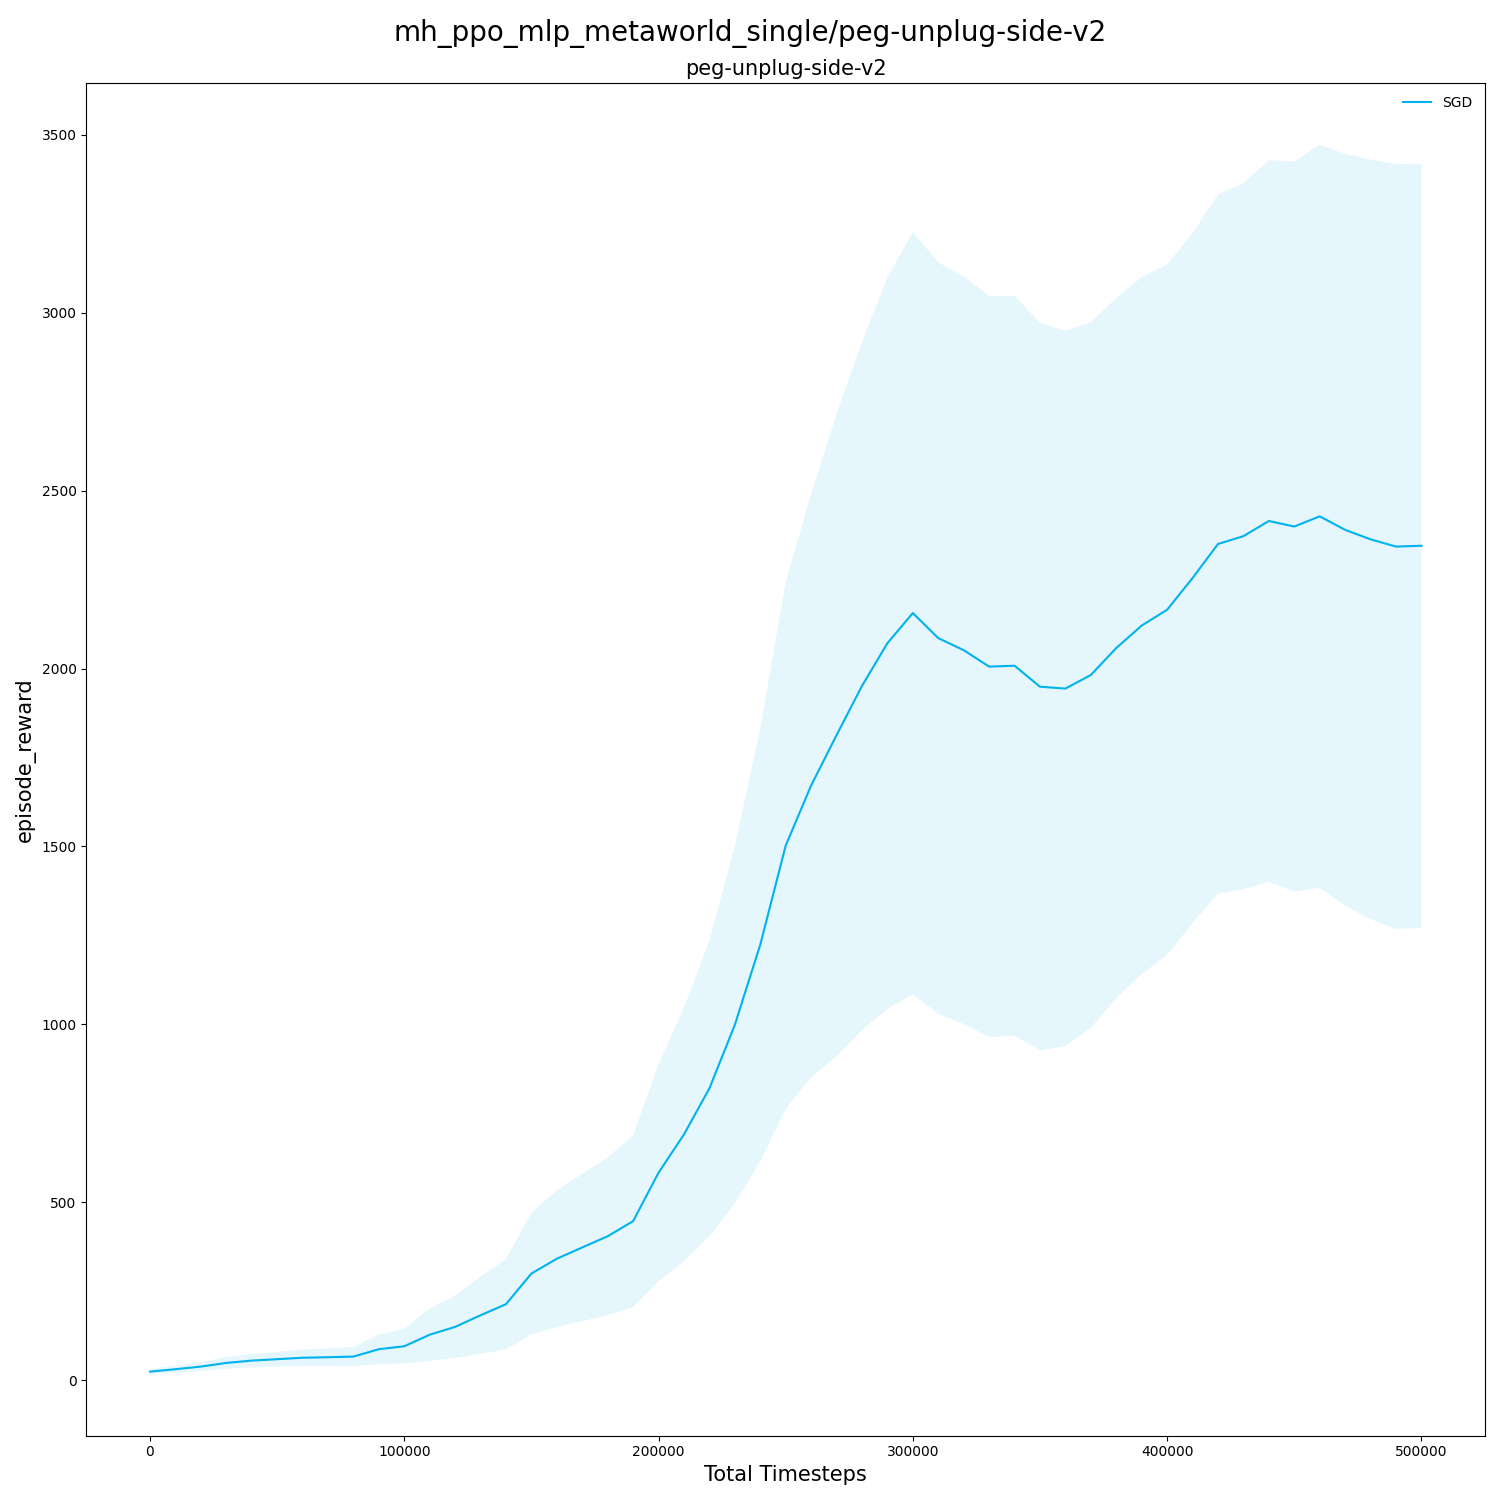 mh_ppo_mlp_metaworld_single/peg-unplug-side-v2
peg-unplug-side-v2
SGD
3500
3000
2500
2000
1500
1000
500
0
episode_reward
0 100000 200000 300000 400000 500000
Total Timesteps